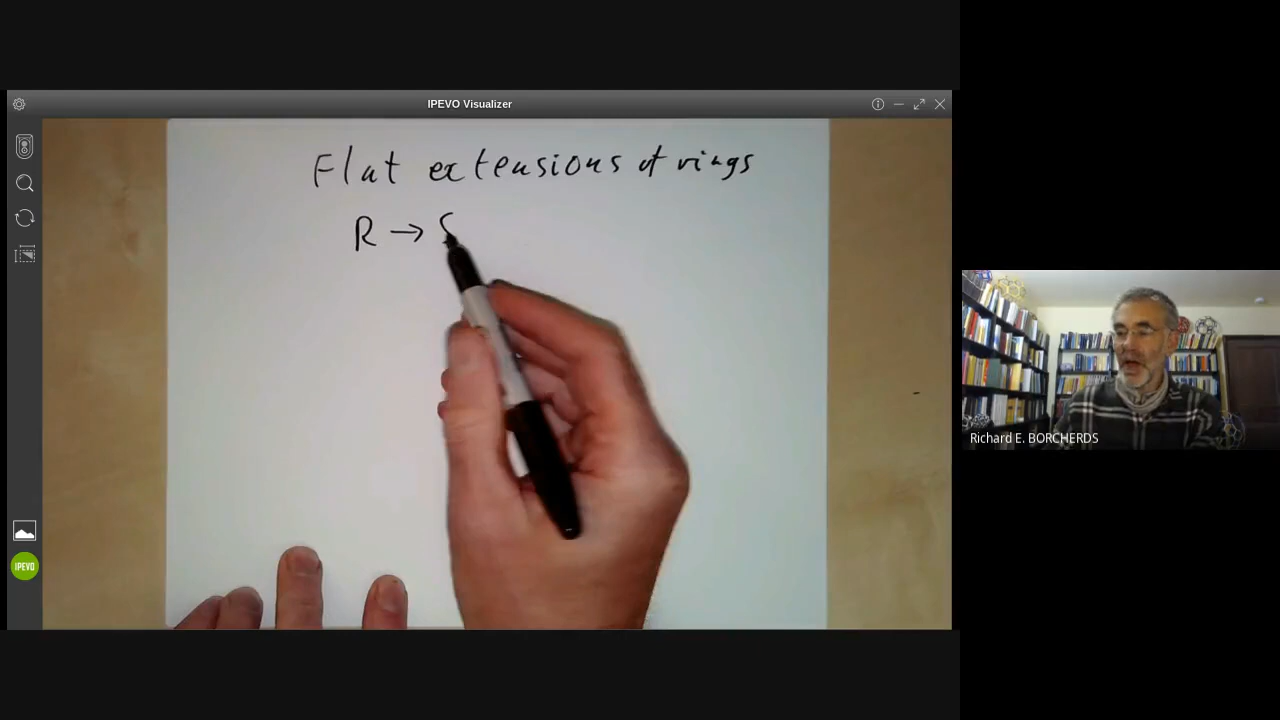 IPEVO Visualizer
Flat extensions of rings
R → S
IPEVO
Richard E. BORCHERDS